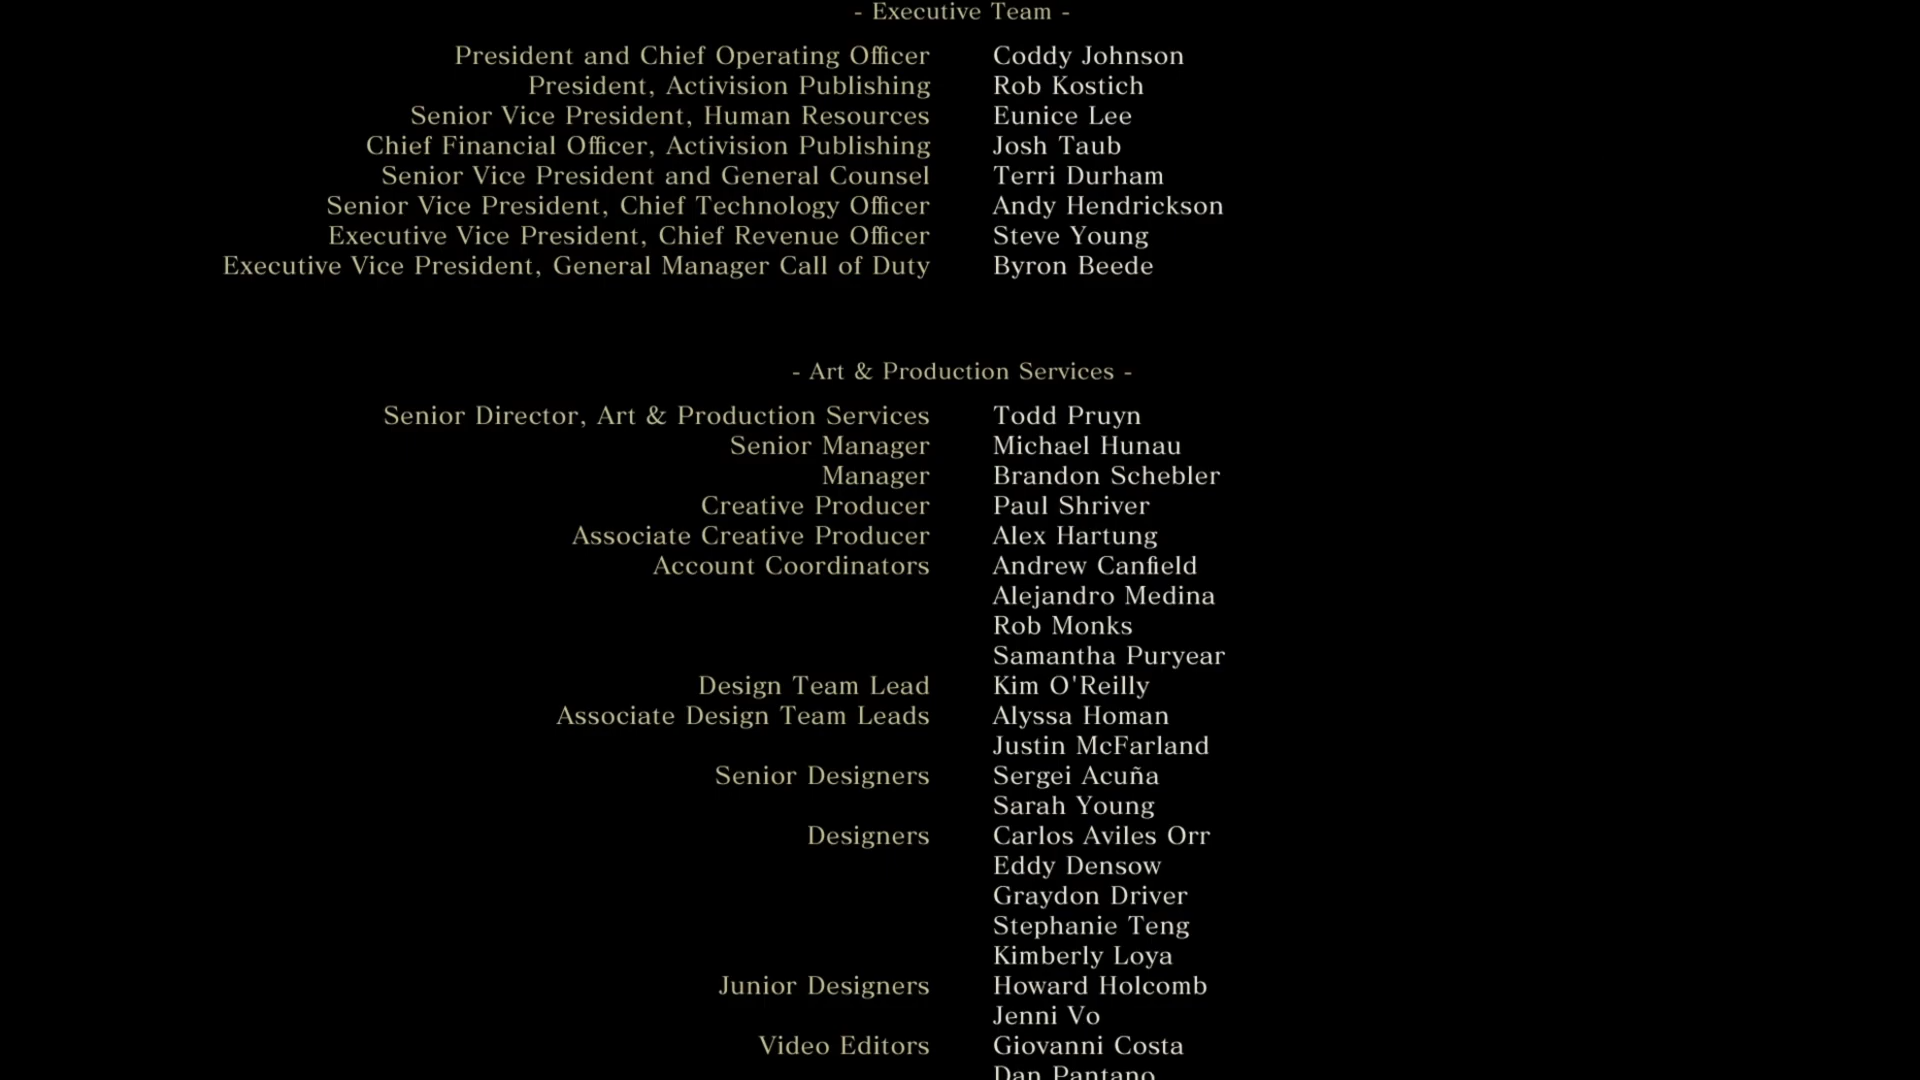 - Executive Team -
President and Chief Operating Officer Coddy Johnson
President, Activision Publishing Rob Kostich
Senior Vice President, Human Resources Eunice Lee
Chief Financial Officer, Activision Publishing Josh Taub
Senior Vice President and General Counsel Terri Durham
Senior Vice President, Chief Technology Officer Andy Hendrickson
Executive Vice President, Chief Revenue Officer Steve Young
Executive Vice President, General Manager Call of Duty Byron Beede
- Art & Production Services -
Senior Director, Art & Production Services Todd Pruyn
Senior Manager Michael Hunau
Manager Brandon Schebler
Creative Producer Paul Shriver
Associate Creative Producer Alex Hartung
Account Coordinators Andrew Canfield
Alejandro Medina
Rob Monks
Samantha Puryear
Design Team Lead Kim O'Reilly
Associate Design Team Leads Alyssa Homan
Justin McFarland
Senior Designers Sergei Acuña
Sarah Young
Designers Carlos Aviles Orr
Eddy Densow
Graydon Driver
Stephanie Teng
Kimberly Loya
Junior Designers Howard Holcomb
Jenni Vo
Video Editors Giovanni Costa
Dan Pantano